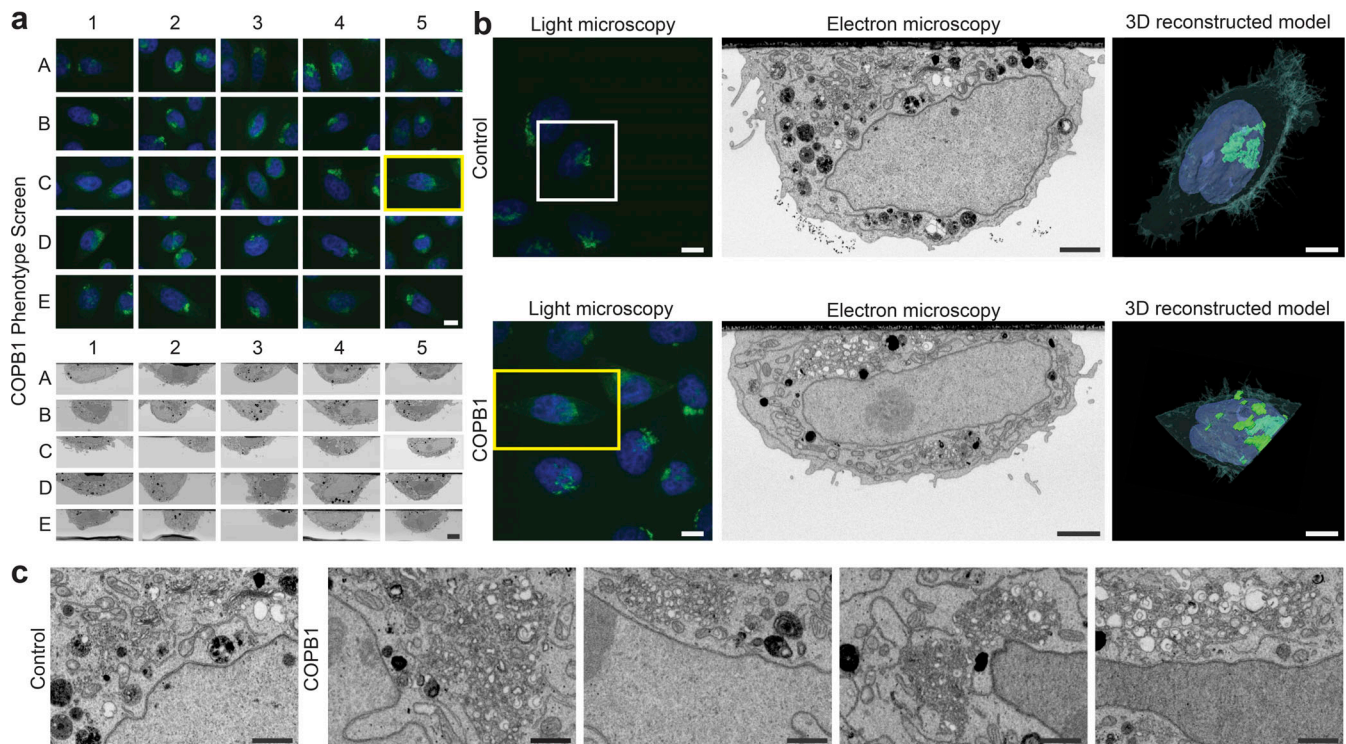 a
1 2 3 4 5
A
B
C
D
E
COPB1 Phenotype Screen
1 2 3 4 5
A
B
C
D
E
b
Light microscopy Electron microscopy 3D reconstructed model
Control
Light microscopy Electron microscopy 3D reconstructed model
COPB1
c
Control
COPB1